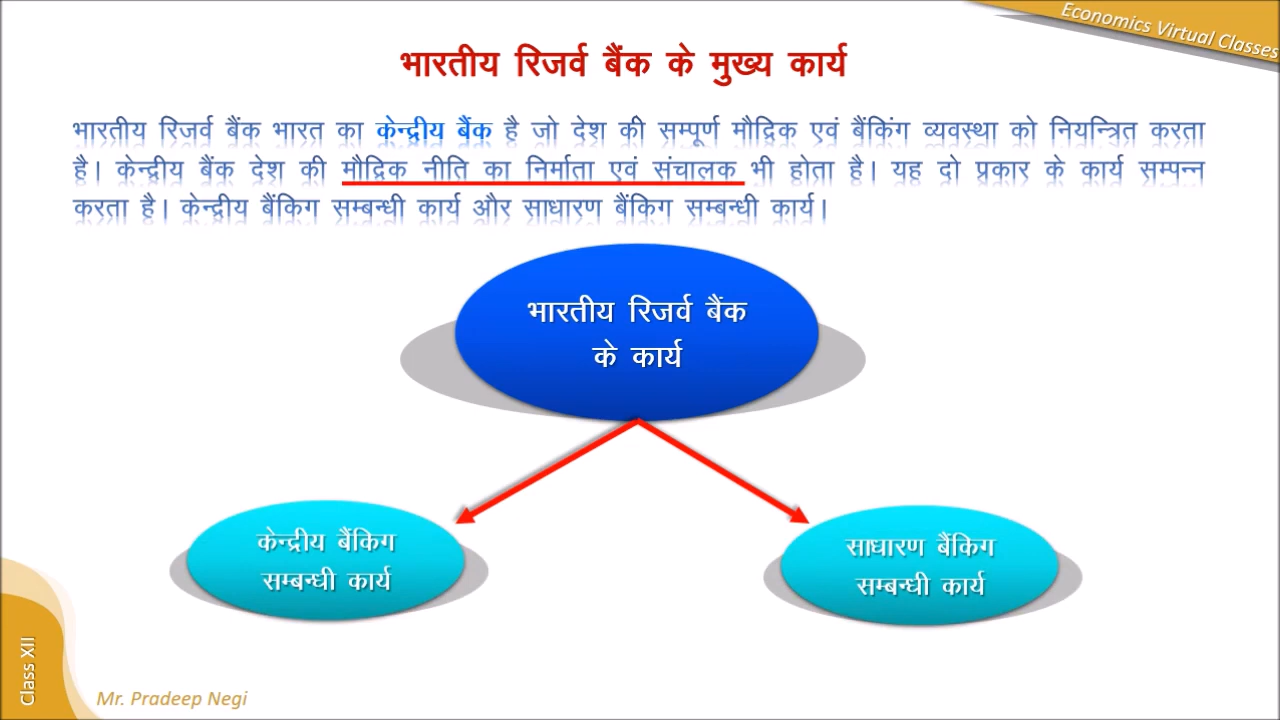 Economics Virtual Classes
भारतीय रिजर्व बैंक के मुख्य कार्य
भारतीय रिजर्व बैंक भारत का केन्द्रीय बैंक है जो देश की सम्पूर्ण मौद्रिक एवं बैंकिंग व्यवस्था को नियन्त्रित करता
है। केन्द्रीय बैंक देश की मौद्रिक नीति का निर्माता एवं संचालक भी होता है। यह दो प्रकार के कार्य सम्पन्न
करता है। केन्द्रीय बैंकिग सम्बन्धी कार्य और साधारण बैंकिग सम्बन्धी कार्य।
भारतीय रिजर्व बैंक
के कार्य
केन्द्रीय बैंकिग
सम्बन्धी कार्य
साधारण बैंकिग
सम्बन्धी कार्य
Class XII
Mr. Pradeep Negi